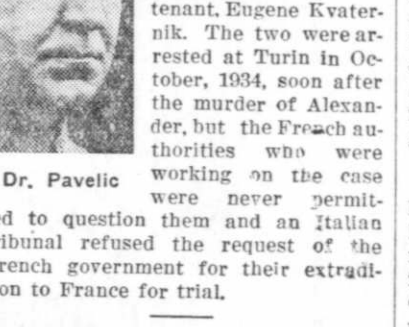 tenant, Eugene Kvater-
nik. The two were ar-
rested at Turin in Oc-
tober, 1934, soon after
the murder of Alexan-
der, but the French au-
thorities who were
working on the case
were never permit-
Dr. Pavelic
ed to question them and an Italian
ribunal refused the request of the
rench government for their extradi-
on to France for trial.